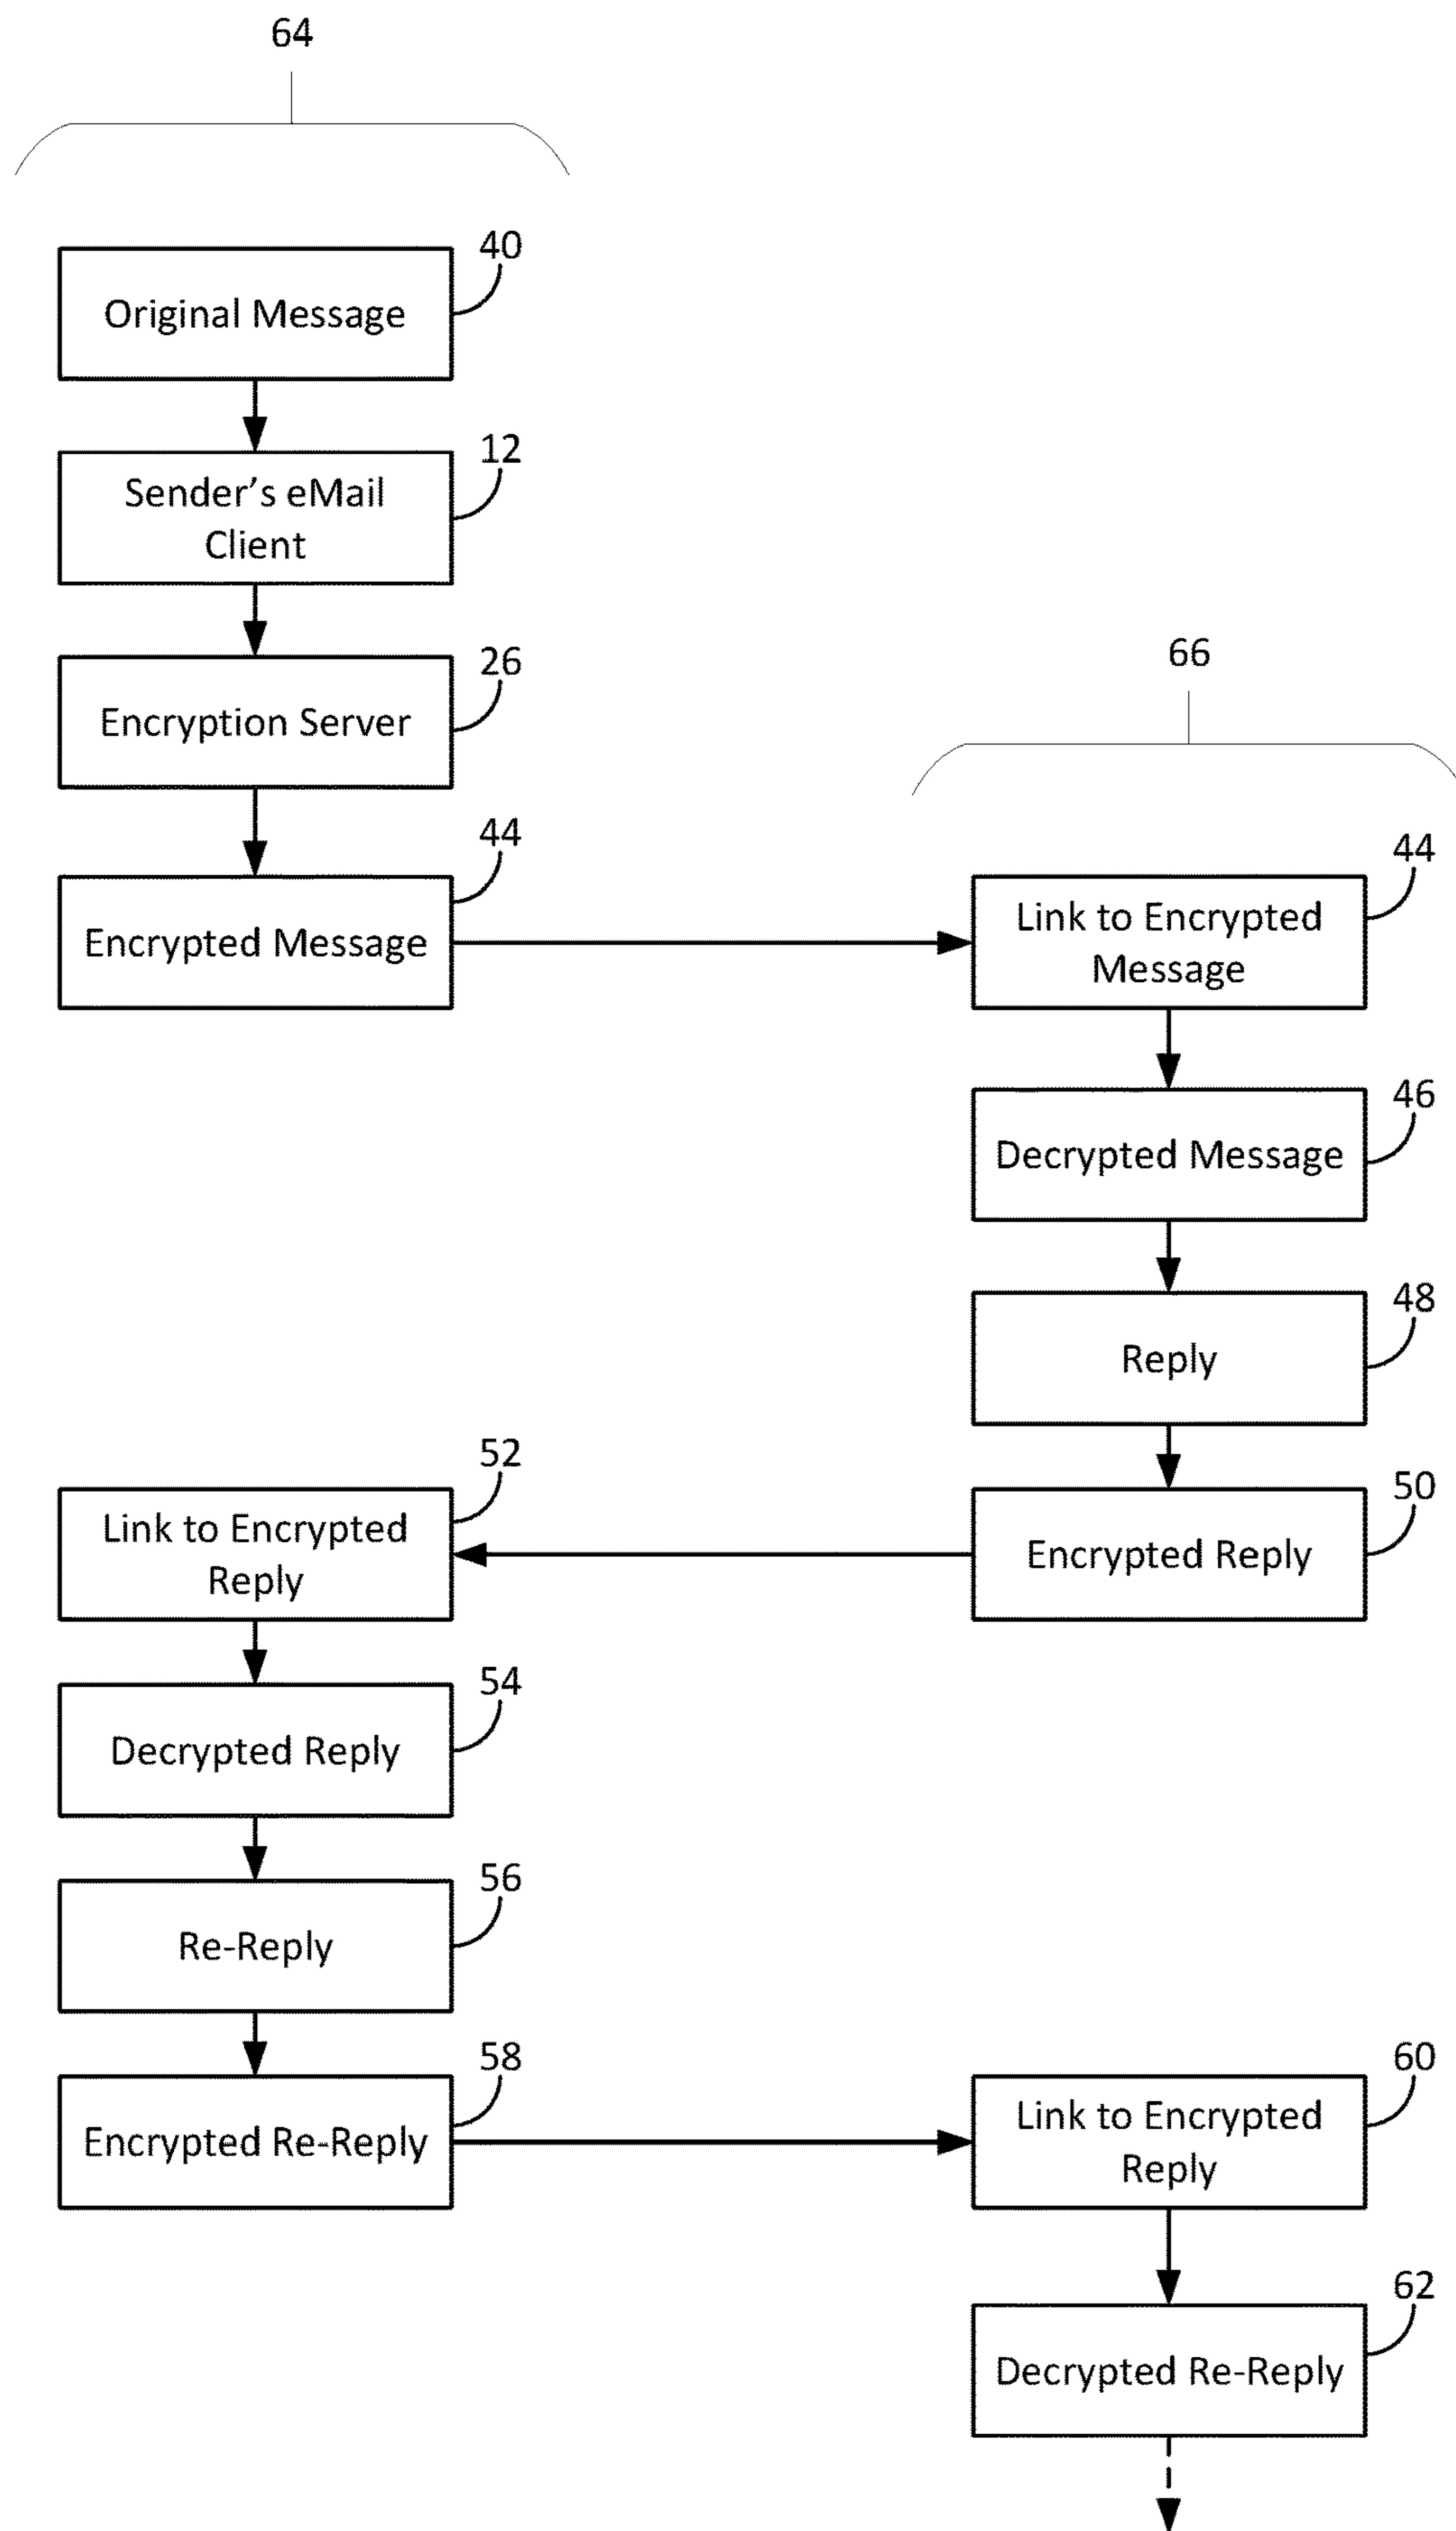 64
40
Original Message
12
Sender's eMail
Client
26
Encryption Server
66
44
Encrypted Message
44
Link to Encrypted
Message
46
Decrypted Message
48
Reply
50
Encrypted Reply
52
Link to Encrypted
Reply
54
Decrypted Reply
56
Re-Reply
58
Encrypted Re-Reply
60
Link to Encrypted
Reply
62
Decrypted Re-Reply